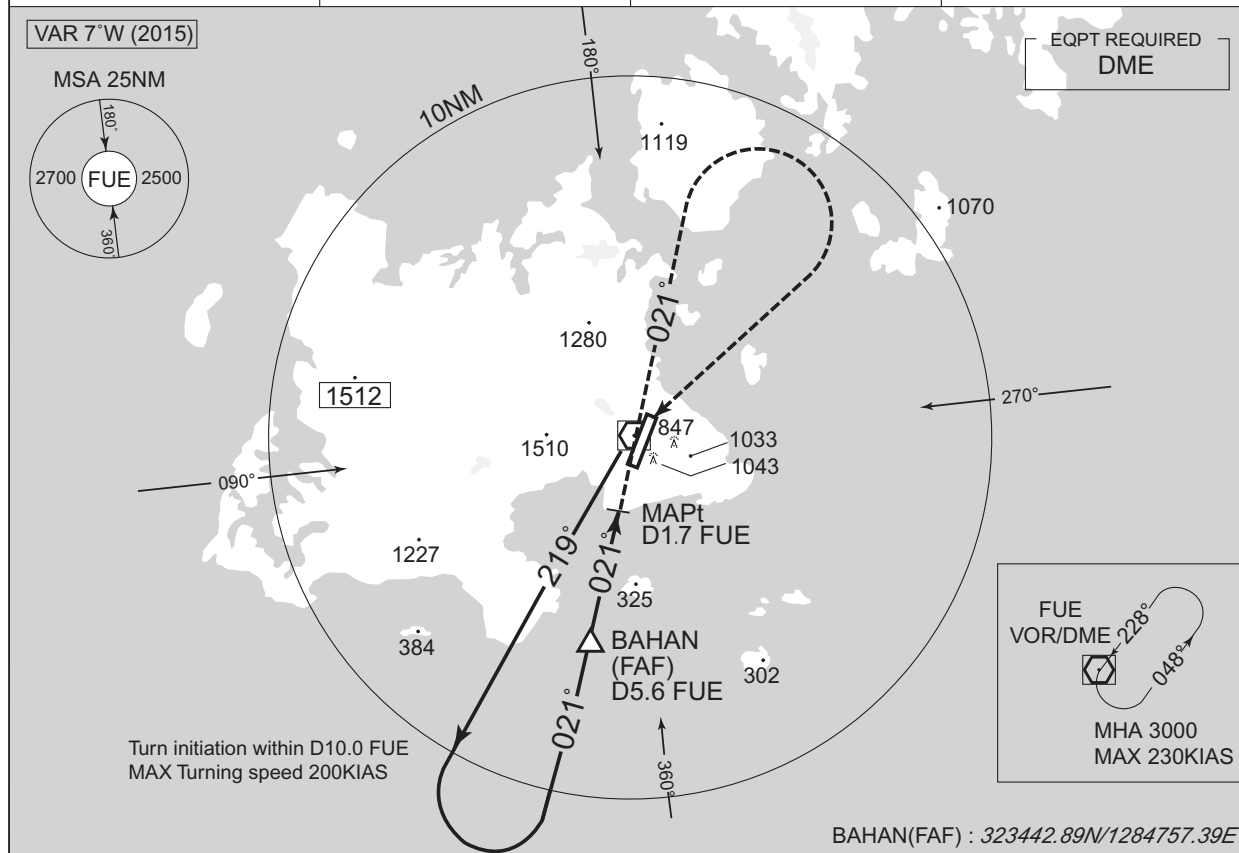 VAR 7°W (2015)
MSA 25NM
180°
2700
FUE
2500
360°
180°
10NM
EQPT REQUIRED
DME
1119
1070
021°
1280
1512
270°
847
1510
1033
1043
090°
MAPt
D1.7 FUE
219°
021°
1227
325
384
BAHAN
(FAF)
D5.6 FUE
302
021°
FUE
VOR/DME
228°
048°
MHA 3000
MAX 230KIAS
Turn initiation within D10.0 FUE
MAX Turning speed 200KIAS
360°
BAHAN(FAF) : 323442.89N/1284757.39E